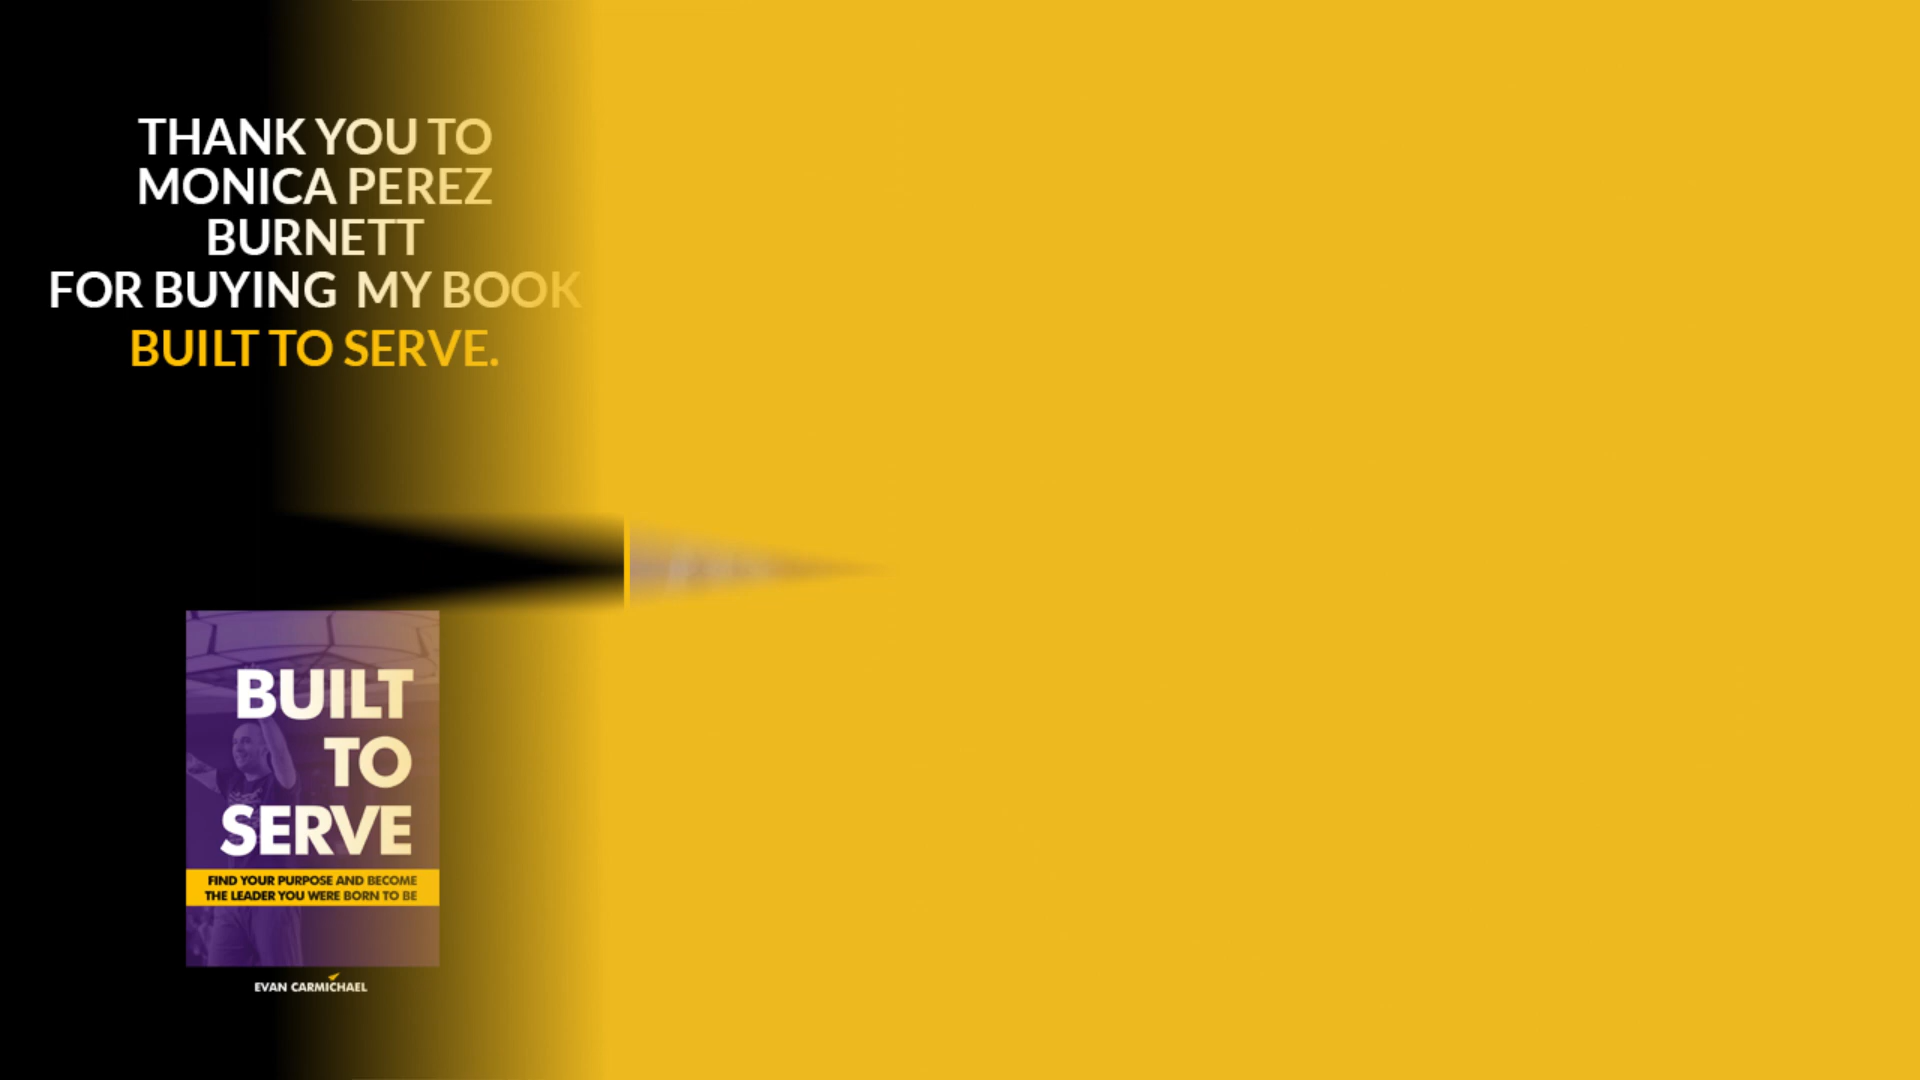 THANK YOU TO
MONICA PEREZ
BURNETT
FOR BUYING MY BOOK
BUILT TO SERVE.
BUILT
TO
SERVE
FIND YOUR PURPOSE AND BECOME
THE LEADER YOU WERE BORN TO BE
EVAN CARMICHAEL